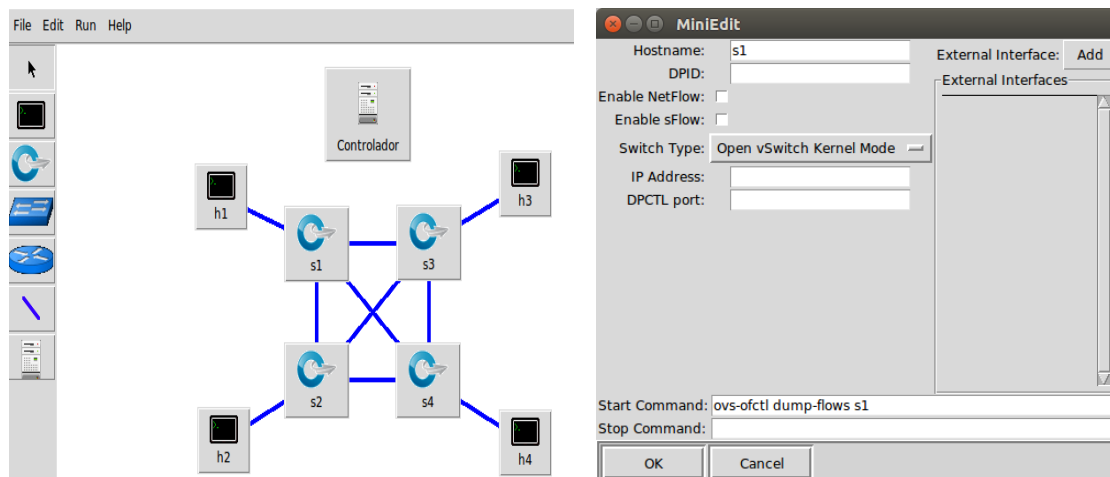 File Edit Run Help
Controlador
h1
h3
s1
s3
s2
s4
h2
h4
MiniEdit
Hostname: s1
DPID:
Enable NetFlow:
Enable sFlow:
Switch Type: Open vSwitch Kernel Mode
IP Address:
DPCTL port:
External Interface: Add
External Interfaces
Start Command: ovs-ofctl dump-flows s1
Stop Command:
OK Cancel